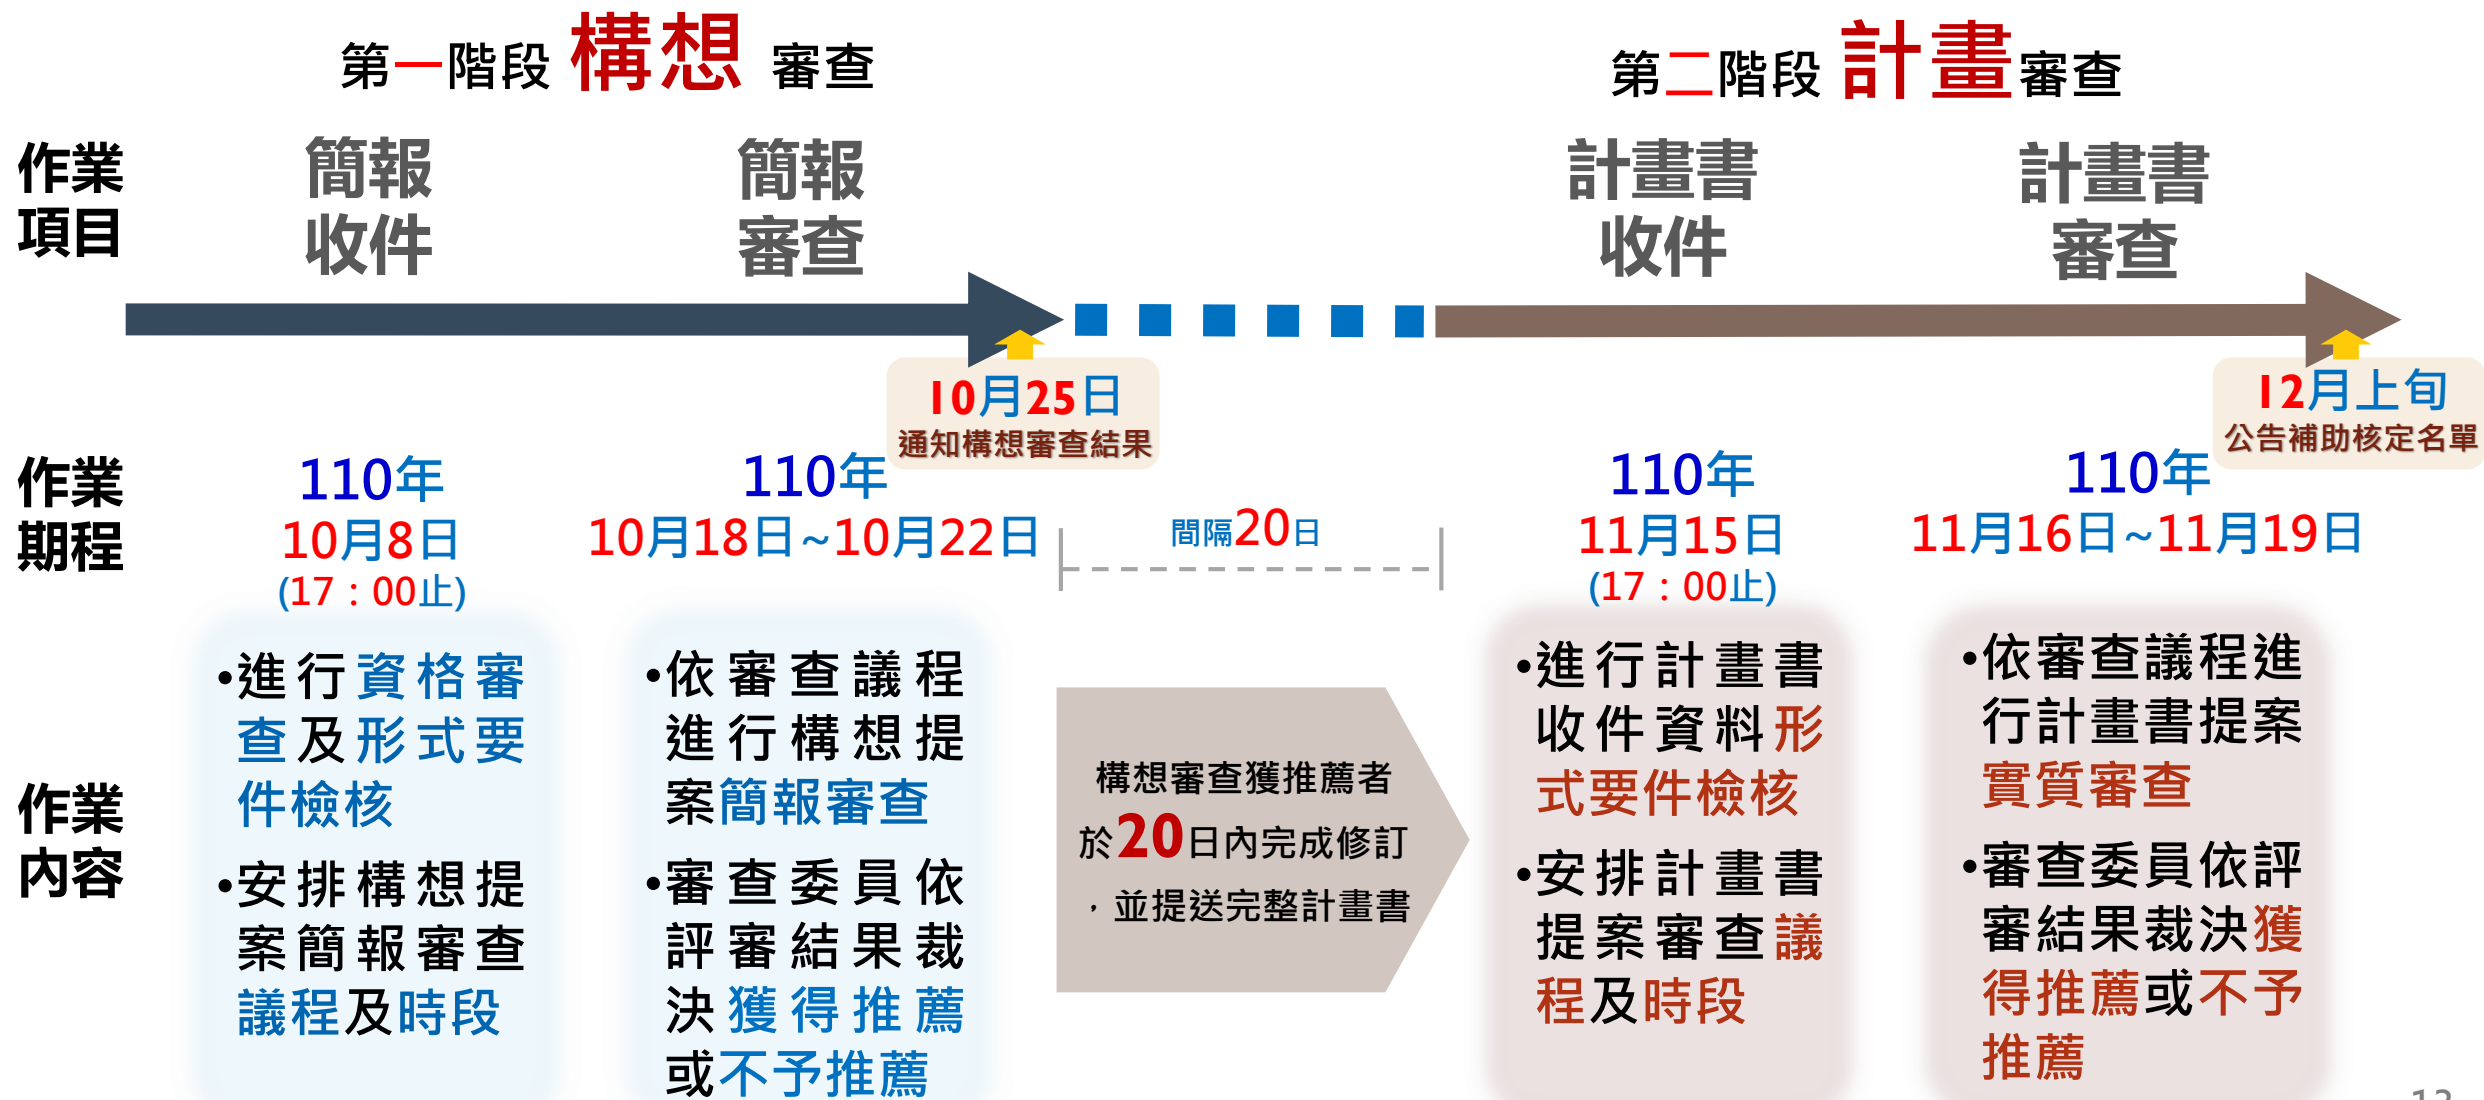 第一階段 構想 審查
第二階段 計畫審查
作業
項目
簡報
收件
簡報
審查
計畫書
收件
計畫書
審查
10月25日
通知構想審查結果
12月上旬
公告補助核定名單
作業
期程
110年
10月8日
(17：00止)
110年
10月18日~10月22日
間隔20日
110年
11月15日
(17：00止)
110年
11月16日~11月19日
作業
內容
•進行資格審
查及形式要
件檢核
•安排構想提
案簡報審查
議程及時段
•依審查議程
進行構想提
案簡報審查
•審查委員依
評審結果裁
決獲得推薦
或不予推薦
構想審查獲推薦者
於20日內完成修訂
，並提送完整計畫書
•進行計畫書
收件資料形
式要件檢核
•安排計畫書
提案審查議
程及時段
•依審查議程進
行計畫書提案
實質審查
•審查委員依評
審結果裁決獲
得推薦或不予
推薦